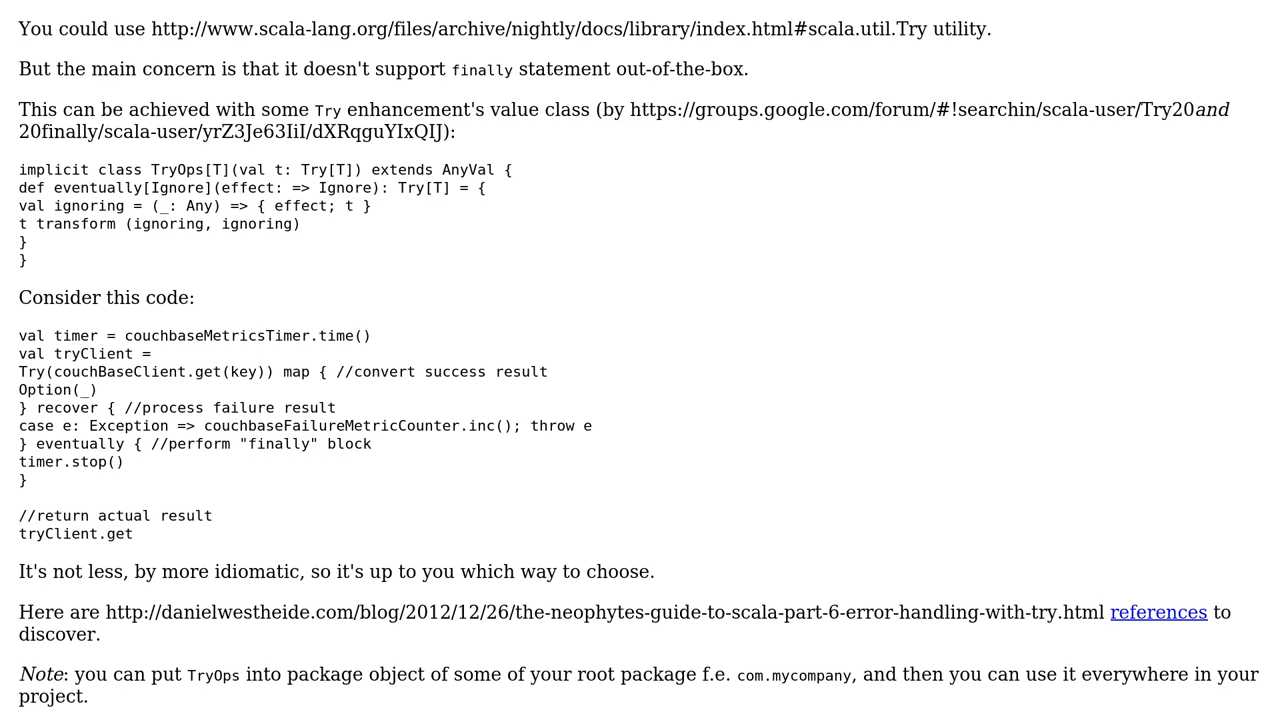 You could use http://www.scala-lang.org/files/archive/nightly/docs/library/index.html#scala.util.Try utility.
But the main concern is that it doesn't support finally statement out-of-the-box.
This can be achieved with some Try enhancement's value class (by https://groups.google.com/forum/#!searchin/scala-user/Try20and
20finally/scala-user/yrZ3Je63IiI/dXRqguYIxQIJ):
implicit class TryOps[T](val t: Try[T]) extends AnyVal {
def eventually[Ignore](effect: => Ignore): Try[T] = {
val ignoring = (_: Any) => { effect; t }
t transform (ignoring, ignoring)
}
}
Consider this code:
val timer = couchbaseMetricsTimer.time()
val tryClient =
Try(couchBaseClient.get(key)) map { //convert success result
Option(_)
} recover { //process failure result
case e: Exception => couchbaseFailureMetricCounter.inc(); throw e
} eventually { //perform "finally" block
timer.stop()
}
//return actual result
tryClient.get
It's not less, by more idiomatic, so it's up to you which way to choose.
Here are http://danielwestheide.com/blog/2012/12/26/the-neophytes-guide-to-scala-part-6-error-handling-with-try.html references to
discover.
Note: you can put TryOps into package object of some of your root package f.e. com.mycompany, and then you can use it everywhere in your
project.